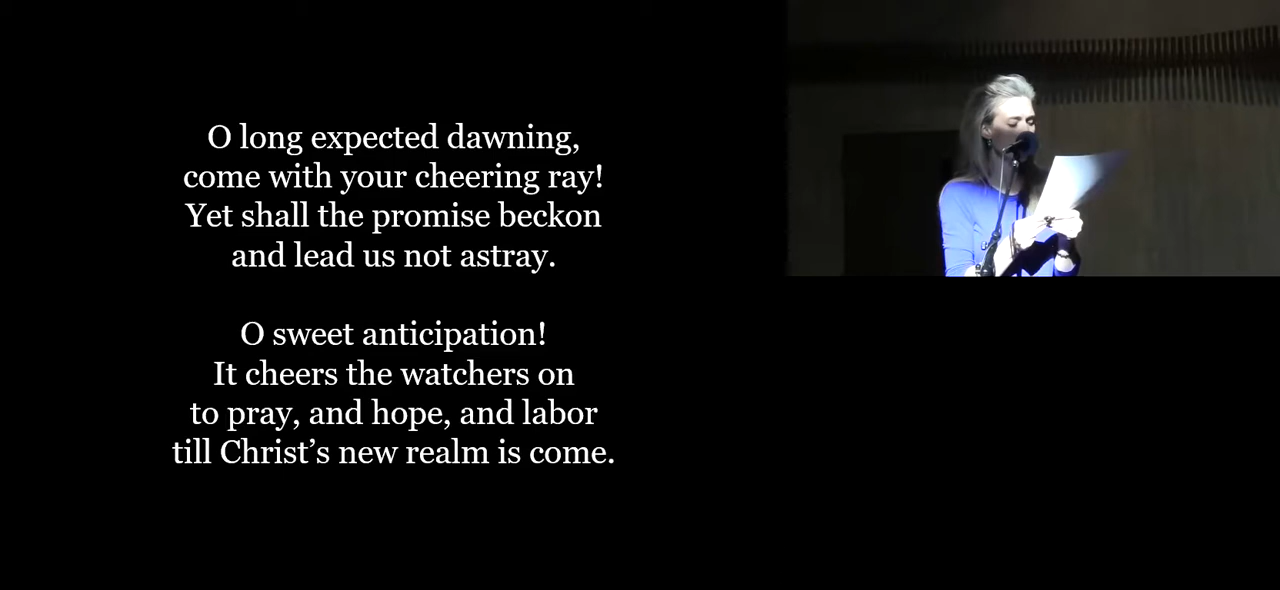 O long expected dawning,
come with your cheering ray!
Yet shall the promise beckon
and lead us not astray.
O sweet anticipation!
It cheers the watchers on
to pray, and hope, and labor
till Christ’s new realm is come.